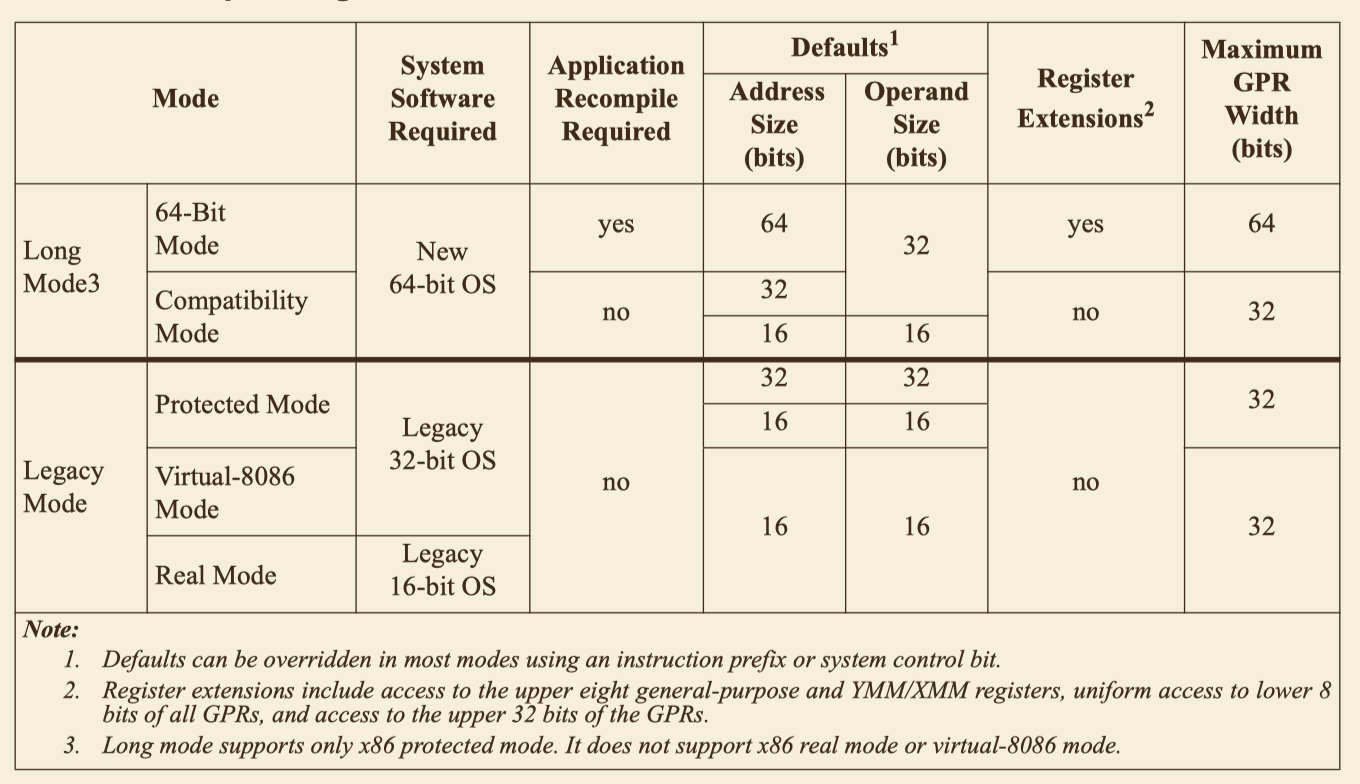 Mode
System
Software
Required
Application
Recompile
Required
Defaults1
Address
Size
(bits)
Operand
Size
(bits)
Register
Extensions2
Maximum
GPR
Width
(bits)
Long
Mode3
64-Bit
Mode
New
64-bit OS
yes
64
32
yes
64
Compatibility
Mode
no
32
16
16
no
32
Legacy
Mode
Protected Mode
Legacy
32-bit OS
no
32
32
16
16
no
32
Virtual-8086
Mode
16
16
32
Real Mode
Legacy
16-bit OS
Note:
1. Defaults can be overridden in most modes using an instruction prefix or system control bit.
2. Register extensions include access to the upper eight general-purpose and YMM/XMM registers, uniform access to lower 8
bits of all GPRs, and access to the upper 32 bits of the GPRs.
3. Long mode supports only x86 protected mode. It does not support x86 real mode or virtual-8086 mode.